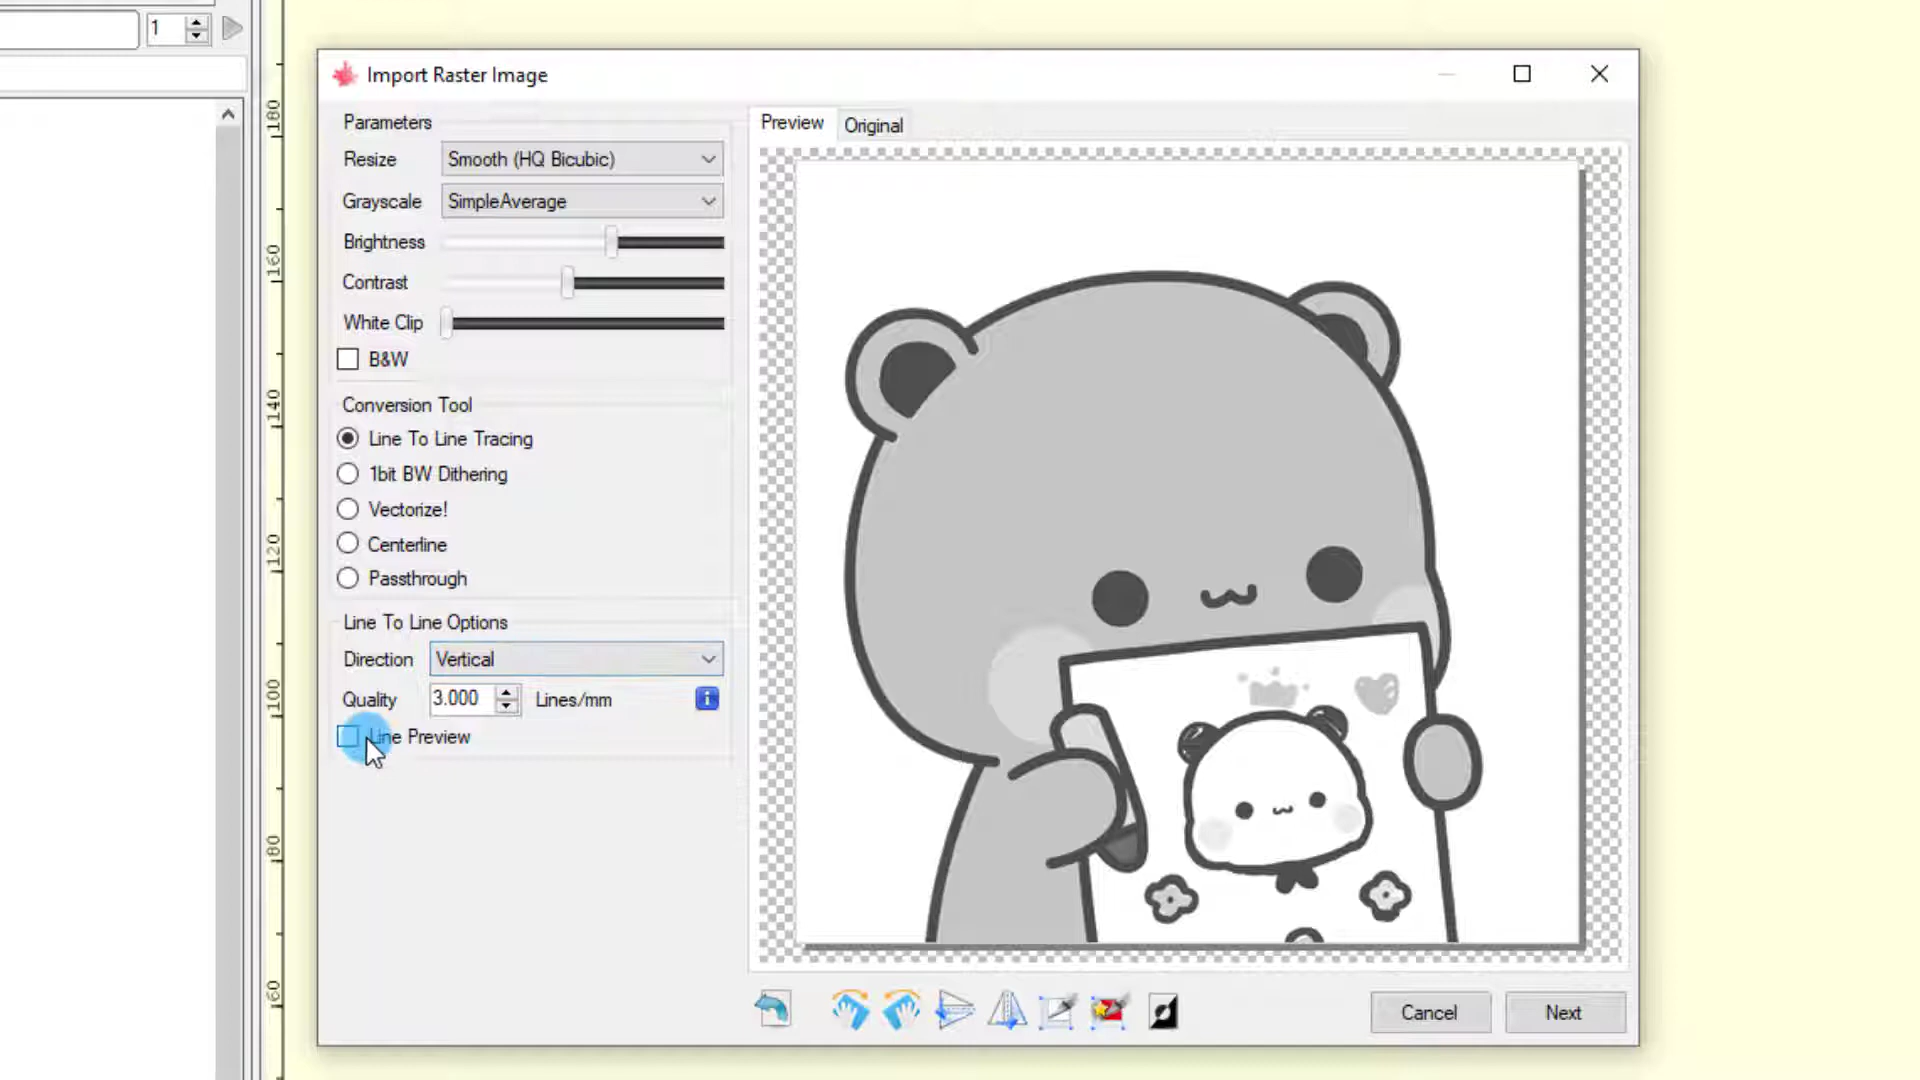 1
Import Raster Image
Parameters
Resize Smooth (HQ Bicubic)
Grayscale SimpleAverage
Brightness
Contrast
White Clip
B&W
Conversion Tool
Line To Line Tracing
1bit BW Dithering
Vectorize!
Centerline
Passthrough
Line To Line Options
Direction Vertical
Quality 3.000 Lines/mm
Line Preview
Preview Original
Cancel Next
180
160
140
120
100
80
60